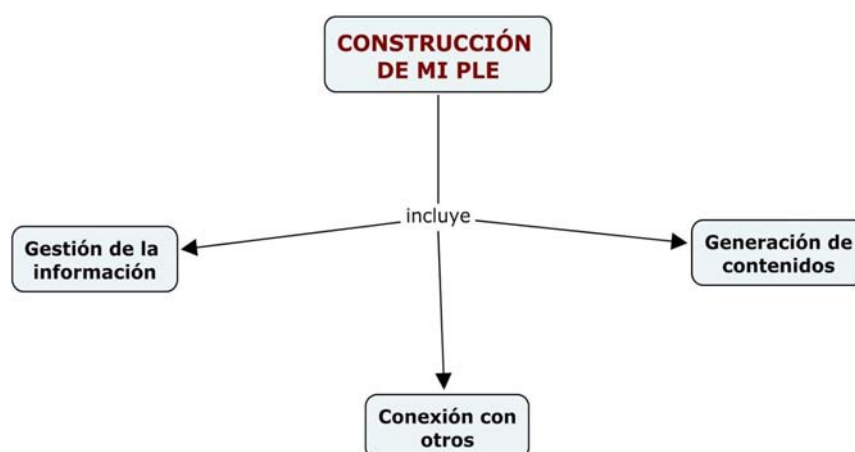 CONSTRUCCIÓN
DE MI PLE
incluye
Gestión de la
información
Generación de
contenidos
Conexión con
otros